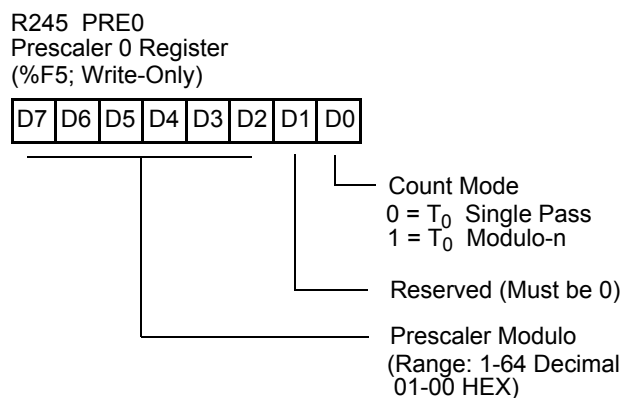 R245 PRE0
Prescaler 0 Register
(%F5; Write-Only)
D7 D6 D5 D4 D3 D2 D1 D0
Count Mode
0 = T0 Single Pass
1 = T0 Modulo-n
Reserved (Must be 0)
Prescaler Modulo
(Range: 1-64 Decimal
01-00 HEX)